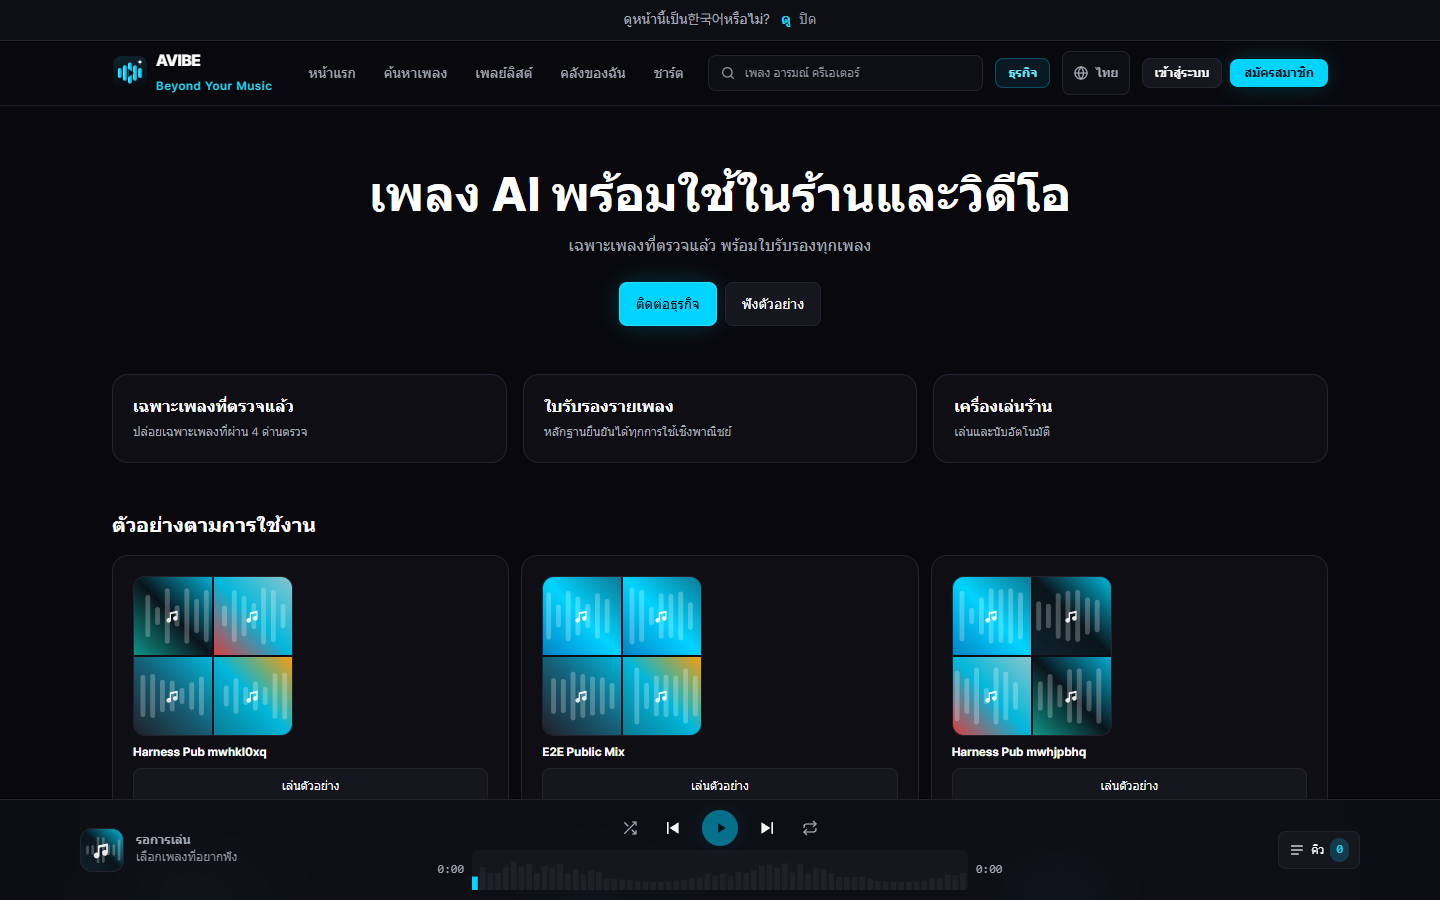 ดูหน้านี้เป็น한국어หรือไม่? ดู ปิด
AVIBE
Beyond Your Music
หน้าแรก ค้นหาเพลง เพลย์ลิสต์ คลังของฉัน ชาร์ต เพลง อารมณ์ ครีเอเตอร์ ธุรกิจ ไทย เข้าสู่ระบบ สมัครสมาชิก
เพลง AI พร้อมใช้ในร้านและวิดีโอ
เฉพาะเพลงที่ตรวจแล้ว พร้อมใบรับรองทุกเพลง
ติดต่อธุรกิจ ฟังตัวอย่าง
เฉพาะเพลงที่ตรวจแล้ว
ปล่อยเฉพาะเพลงที่ผ่าน 4 ด่านตรวจ
ใบรับรองรายเพลง
หลักฐานยืนยันได้ทุกการใช้เชิงพาณิชย์
เครื่องเล่นร้าน
เล่นและนับอัตโนมัติ
ตัวอย่างตามการใช้งาน
Harness Pub mwhkl0xq
เล่นตัวอย่าง
E2E Public Mix
เล่นตัวอย่าง
Harness Pub mwhjpbhq
เล่นตัวอย่าง
รอการเล่น
เลือกเพลงที่อยากฟัง
0:00 0:00
คิว 0